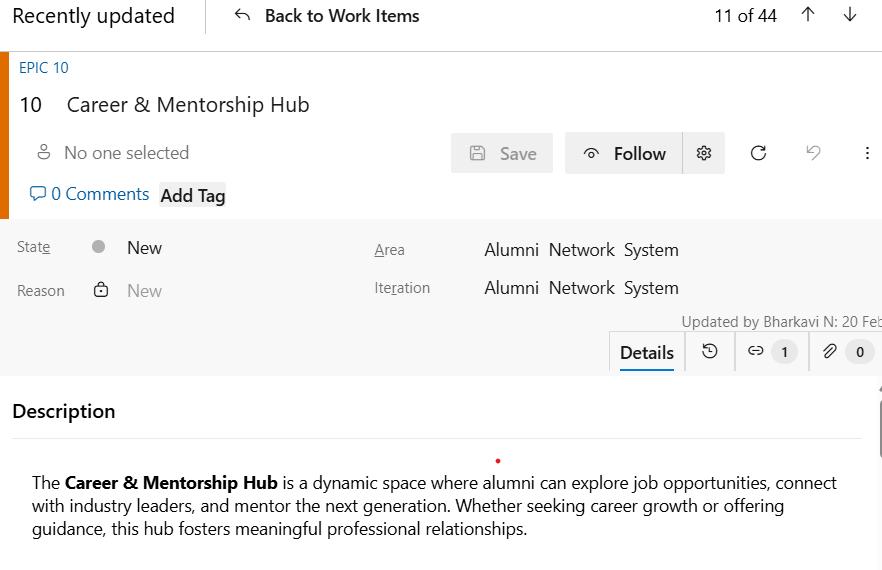 Recently updated
Back to Work Items
11 of 44
EPIC 10
10 Career & Mentorship Hub
No one selected
Save
Follow
0 Comments
Add Tag
State New
Area Alumni Network System
Reason New
Iteration Alumni Network System
Updated by Bharkavi N: 20 Feb
Details
1
0
Description
The Career & Mentorship Hub is a dynamic space where alumni can explore job opportunities, connect
with industry leaders, and mentor the next generation. Whether seeking career growth or offering
guidance, this hub fosters meaningful professional relationships.